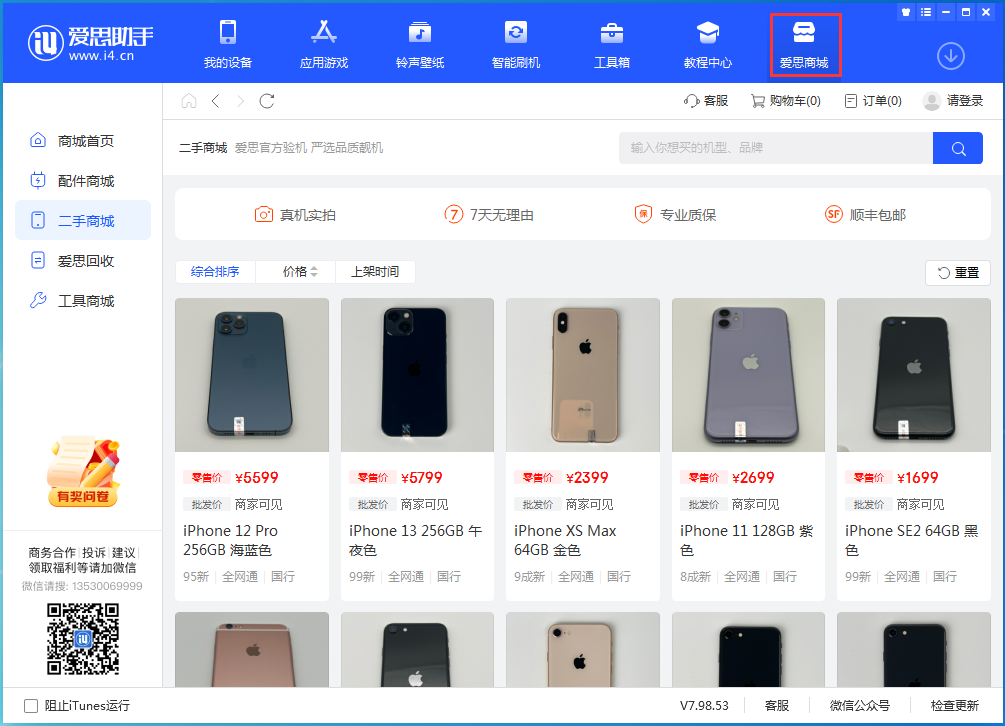 爱思助手
www.i4.cn
我的设备
应用游戏
铃声壁纸
智能刷机
工具箱
教程中心
爱思商城
客服
购物车(0)
订单(0)
请登录
商城首页
配件商城
二手商城
爱思回收
工具商城
二手商城 爱思官方验机 严选品质靓机
输入你想买的机型、品牌
真机实拍
7天无理由
保 专业质保
SF 顺丰包邮
综合排序
价格
上架时间
重置
零售价 ¥5599
批发价 商家可见
iPhone 12 Pro
256GB 海蓝色
95新 全网通 国行
零售价 ¥5799
批发价 商家可见
iPhone 13 256GB 午
夜色
99新 全网通 国行
零售价 ¥2399
批发价 商家可见
iPhone XS Max
64GB 金色
9成新 全网通 国行
零售价 ¥2699
批发价 商家可见
iPhone 11 128GB 紫
色
8成新 全网通 国行
零售价 ¥1699
批发价 商家可见
iPhone SE2 64GB 黑
色
99新 全网通 国行
有奖问卷
商务合作 投诉 建议
领取福利等请加微信
微信请搜: 13530069999
阻止iTunes运行
V7.98.53
客服
微信公众号
检查更新